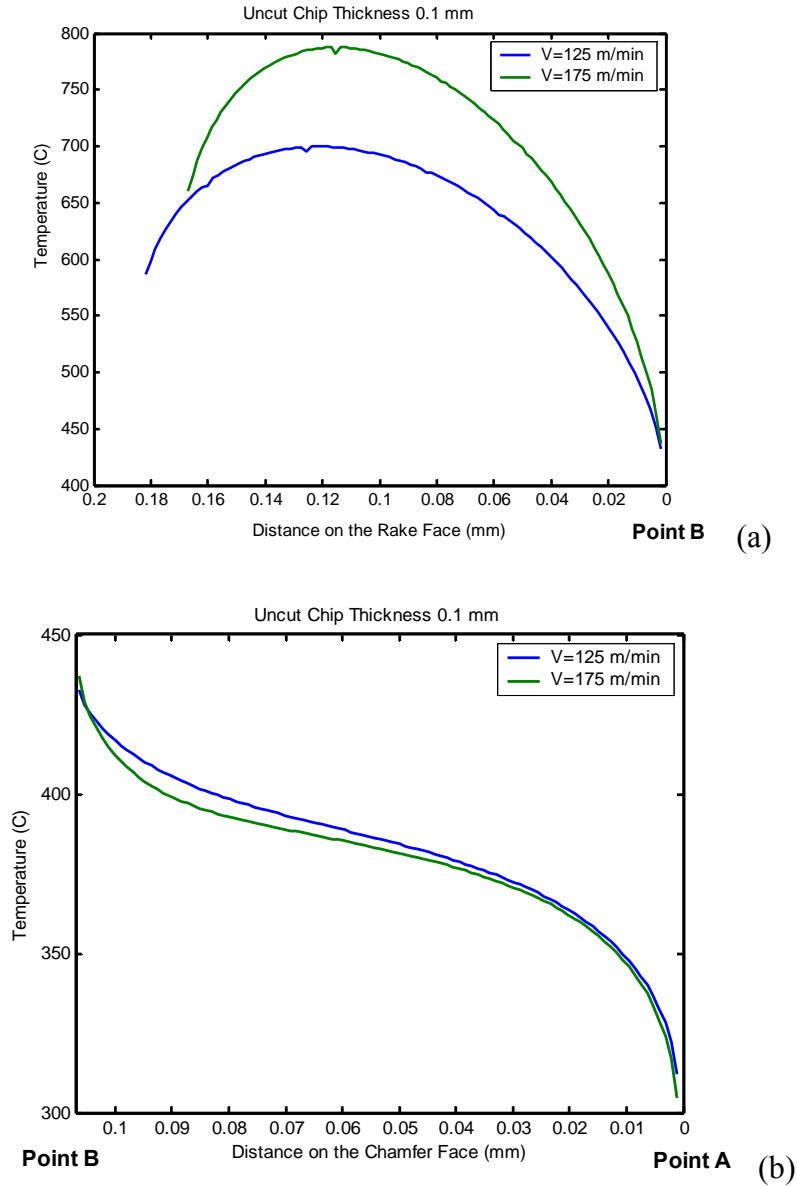 Uncut Chip Thickness 0.1 mm
800
750
700
650
600
550
500
450
400
Temperature (C)
V=125 m/min
V=175 m/min
0.2 0.18 0.16 0.14 0.12 0.1 0.08 0.06 0.04 0.02 0
Distance on the Rake Face (mm)
Point B
(a)
Uncut Chip Thickness 0.1 mm
450
400
350
300
Temperature (C)
V=125 m/min
V=175 m/min
0.1 0.09 0.08 0.07 0.06 0.05 0.04 0.03 0.02 0.01 0
Point B
Distance on the Chamfer Face (mm)
Point A
(b)